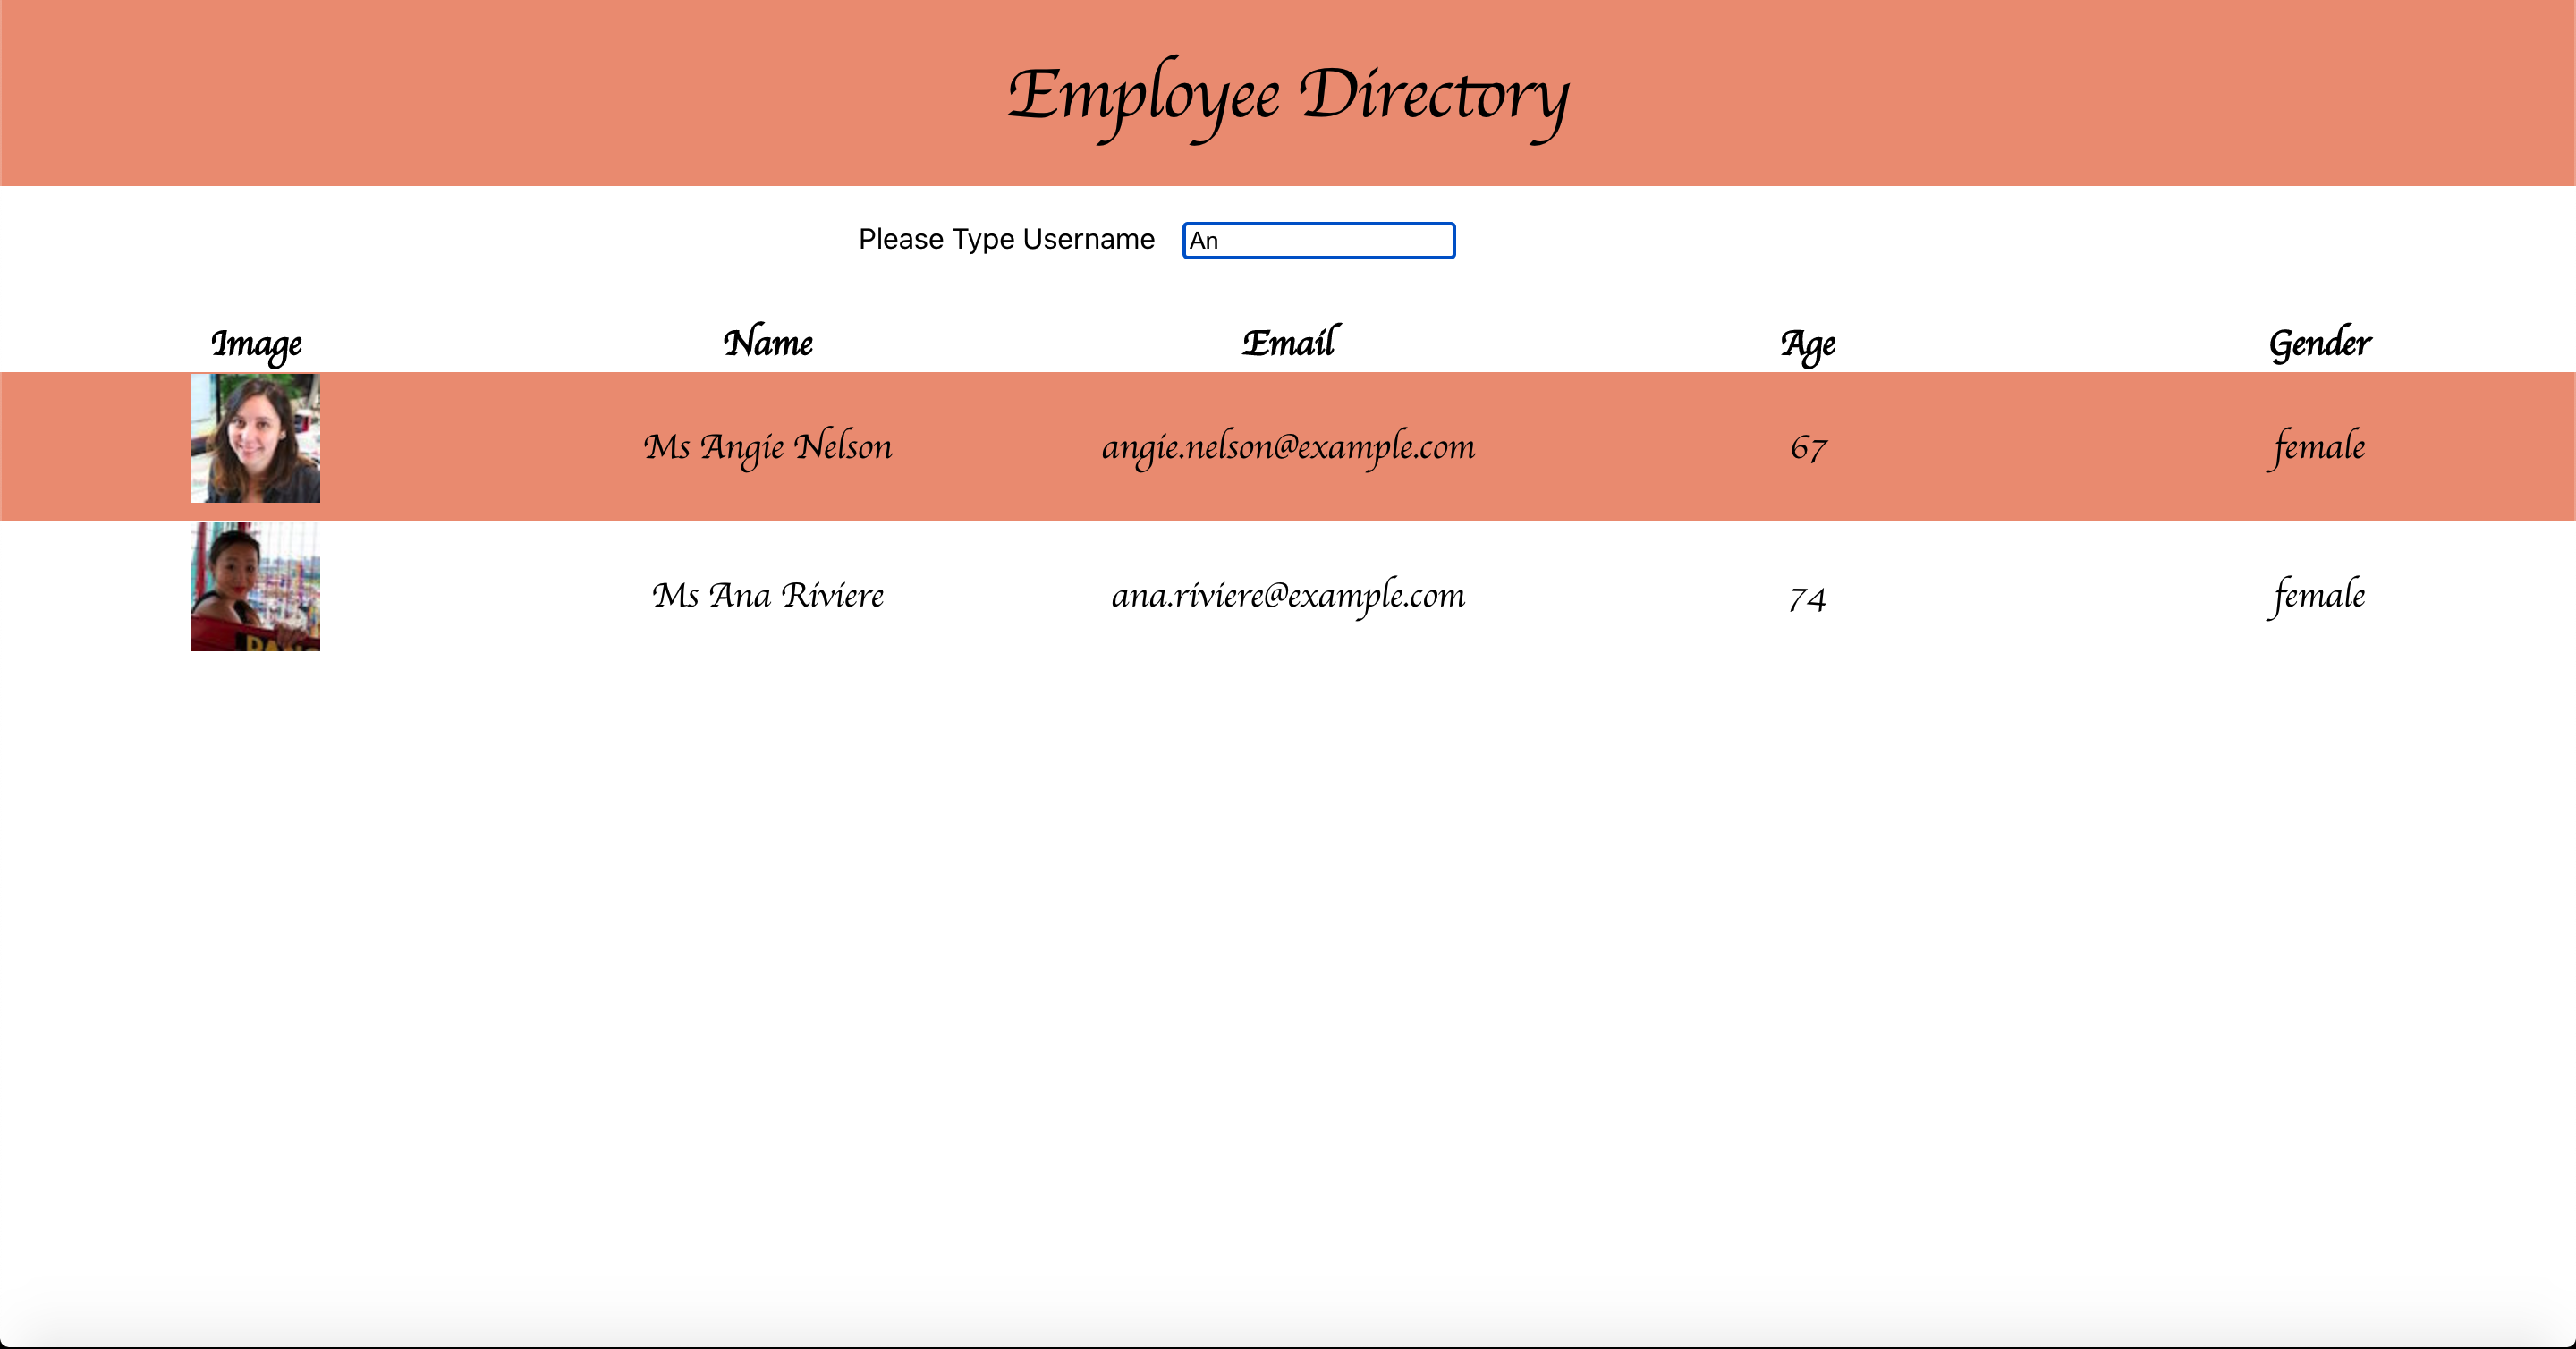 Employee Directory
Please Type Username An
Image Name Email Age Gender
Ms Angie Nelson angie.nelson@example.com 67 female
Ms Ana Riviere ana.riviere@example.com 74 female